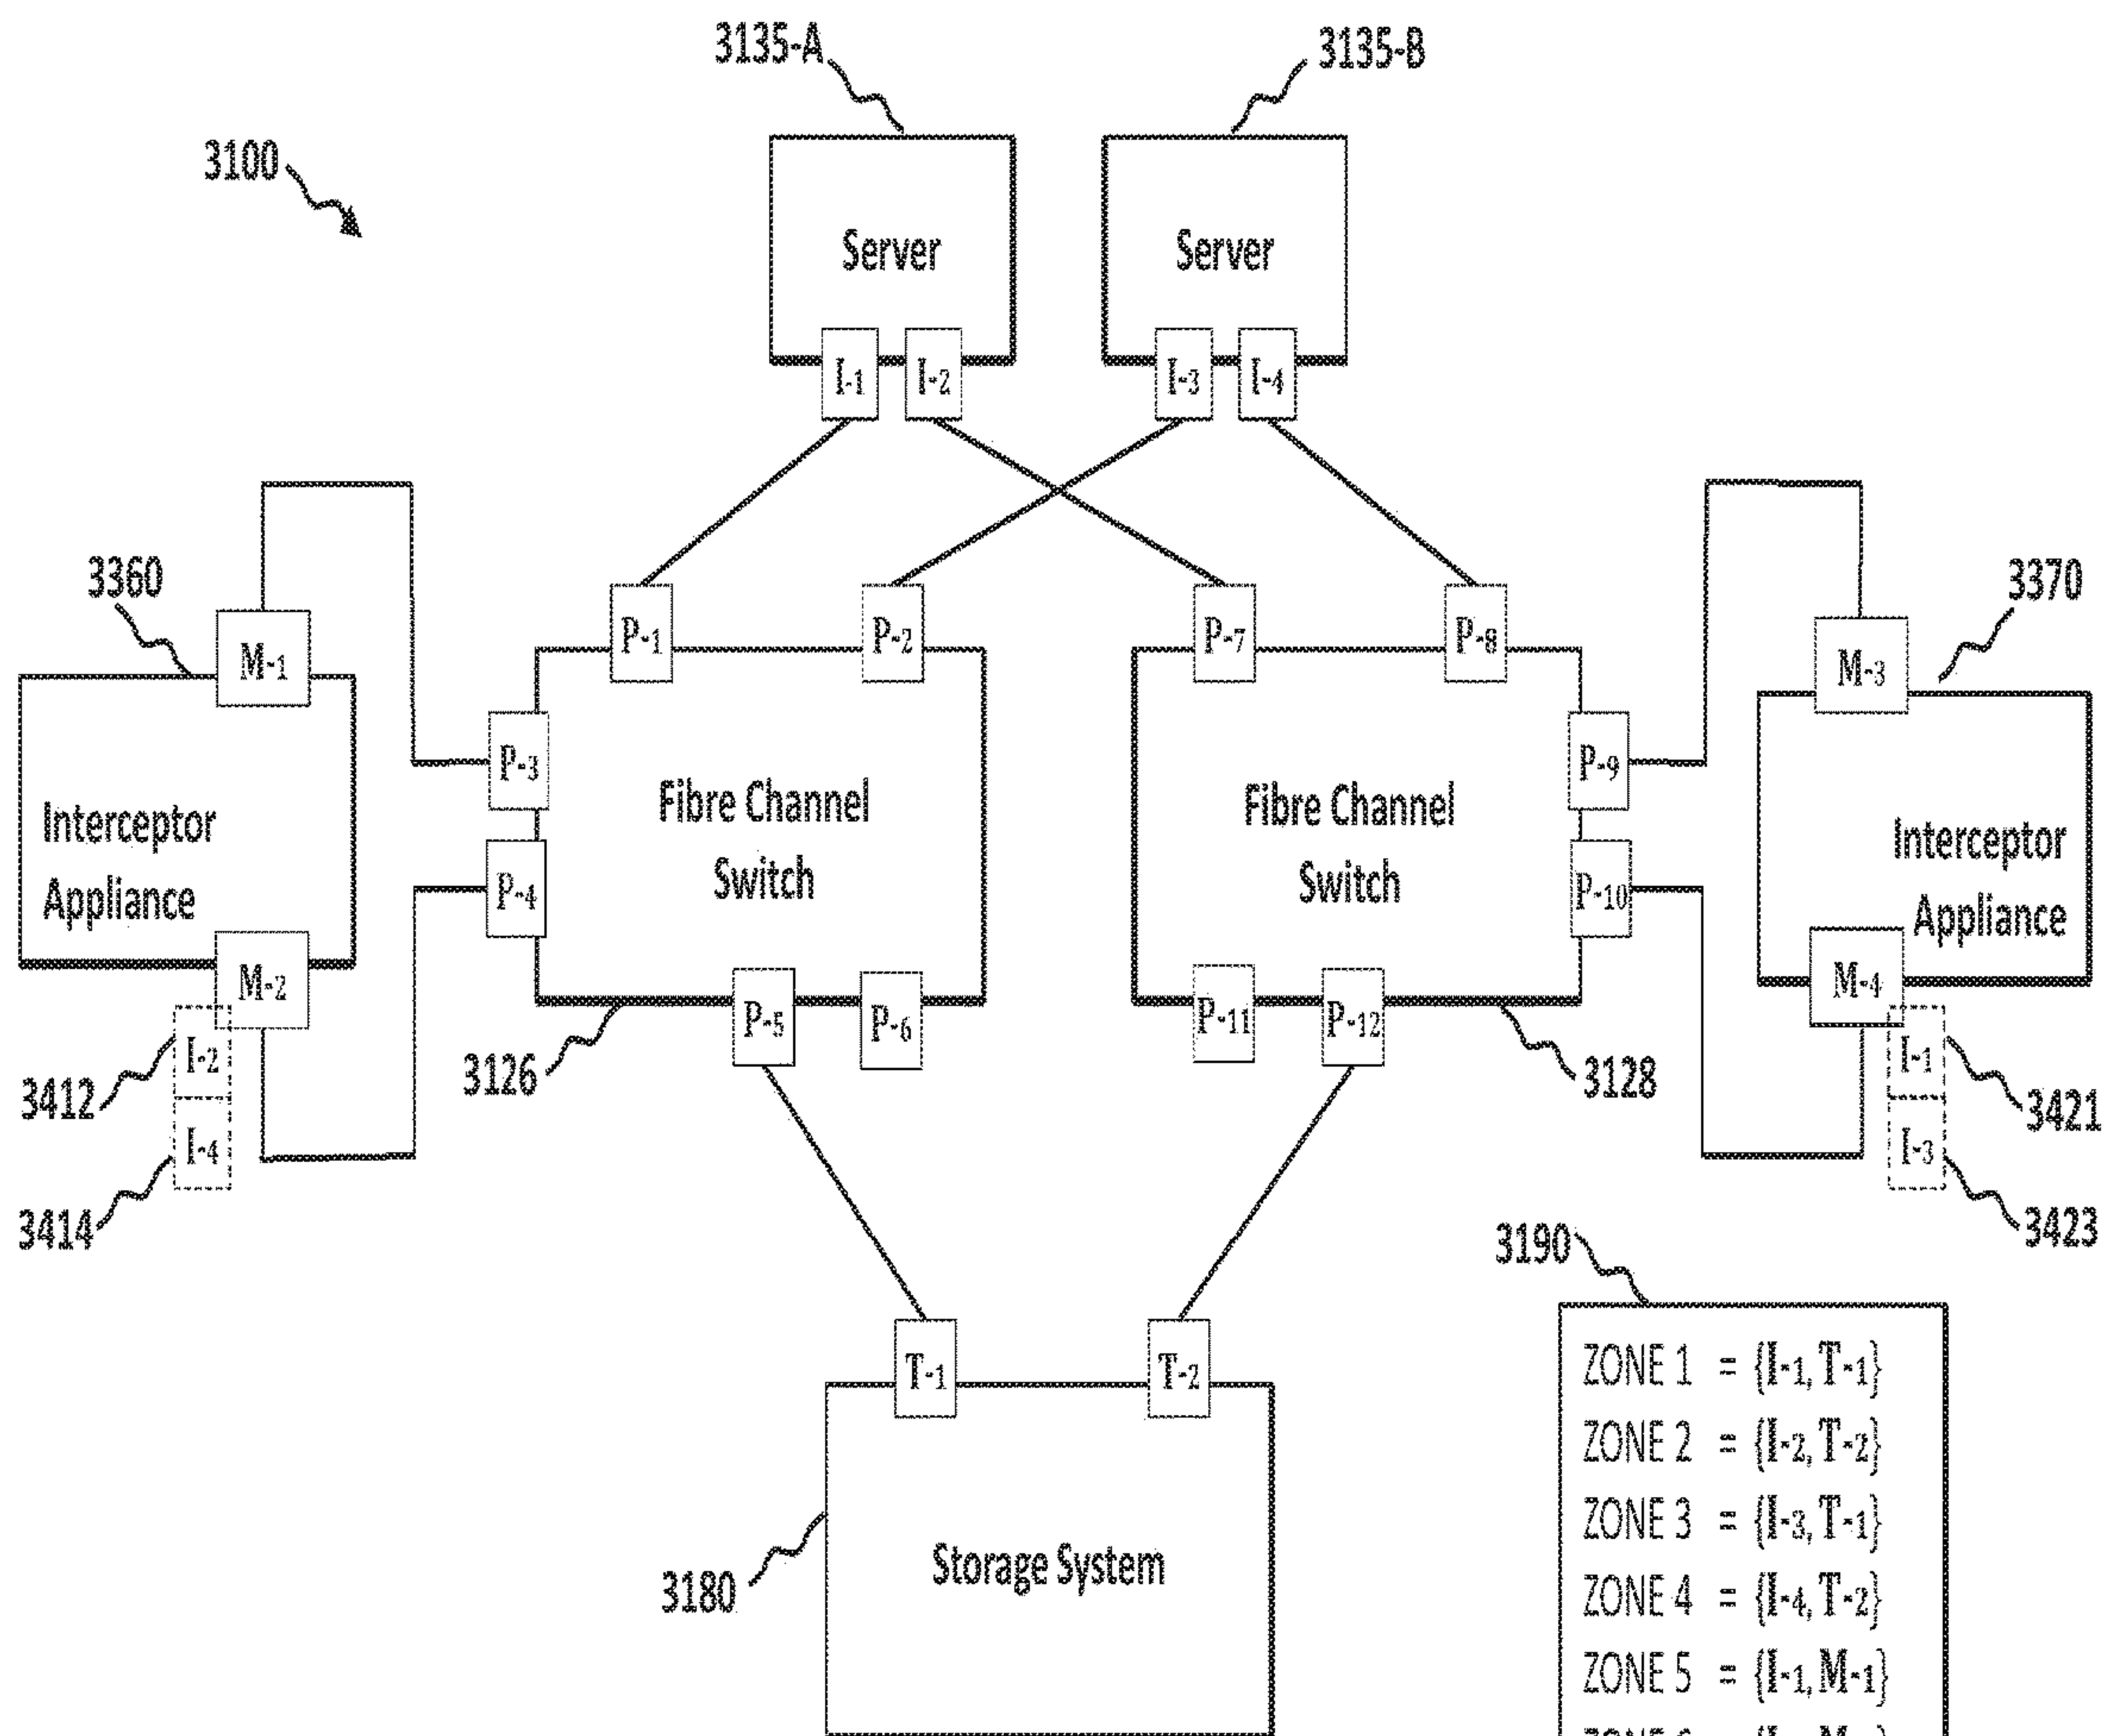 3135-A
3135-B
3100
Server
Server
I-1
I-2
I-3
I-4
3360
3370
M-1
P-1
P-2
P-7
P-8
M-3
P-3
P-9
Interceptor
Appliance
Fibre Channel
Switch
Fibre Channel
Switch
Interceptor
Appliance
P-4
P-10
M-2
M-4
P-5
P-6
P-11
P-12
3126
3128
I-2
I-4
I-1
I-3
3412
3414
3421
3423
3190
T-1
T-2
Storage System
3180
ZONE 1 = {I-1, T-1}
ZONE 2 = {I-2, T-2}
ZONE 3 = {I-3, T-1}
ZONE 4 = {I-4, T-2}
ZONE 5 = {I-1, M-1}